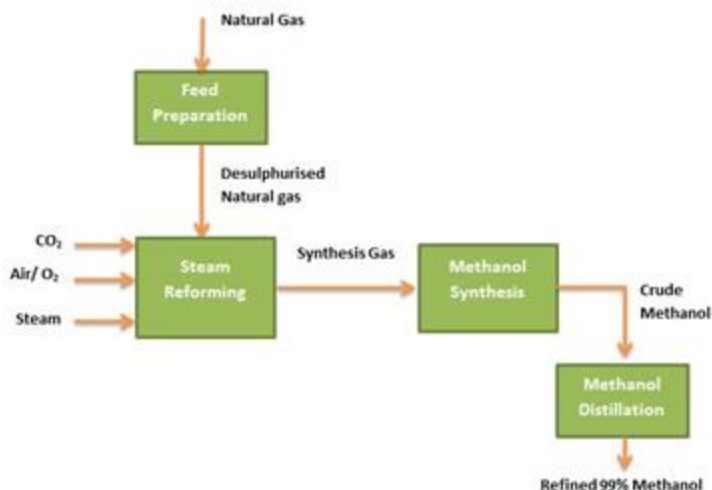 Natural Gas
Feed
Preparation
Desulphurised
Natural gas
CO₂
Air/ O₂
Steam
Steam
Reforming
Synthesis Gas
Methanol
Synthesis
Crude
Methanol
Methanol
Distillation
Refined 99% Methanol